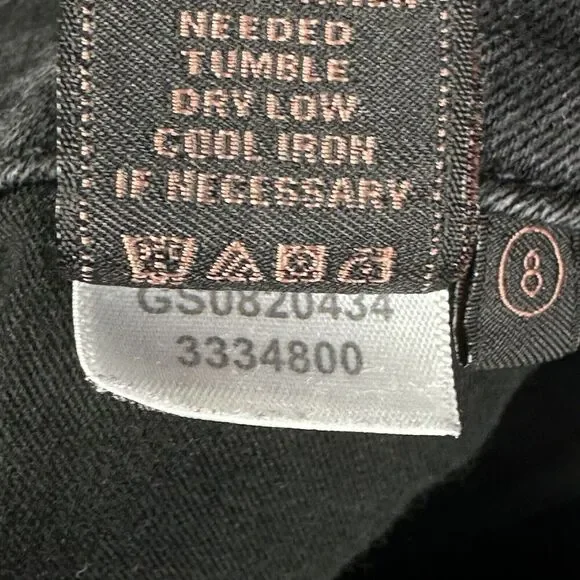 NEEDED
TUMBLE
DRY LOW
COOL IRON
IF NECESSARY
GS0820434
3334800
8